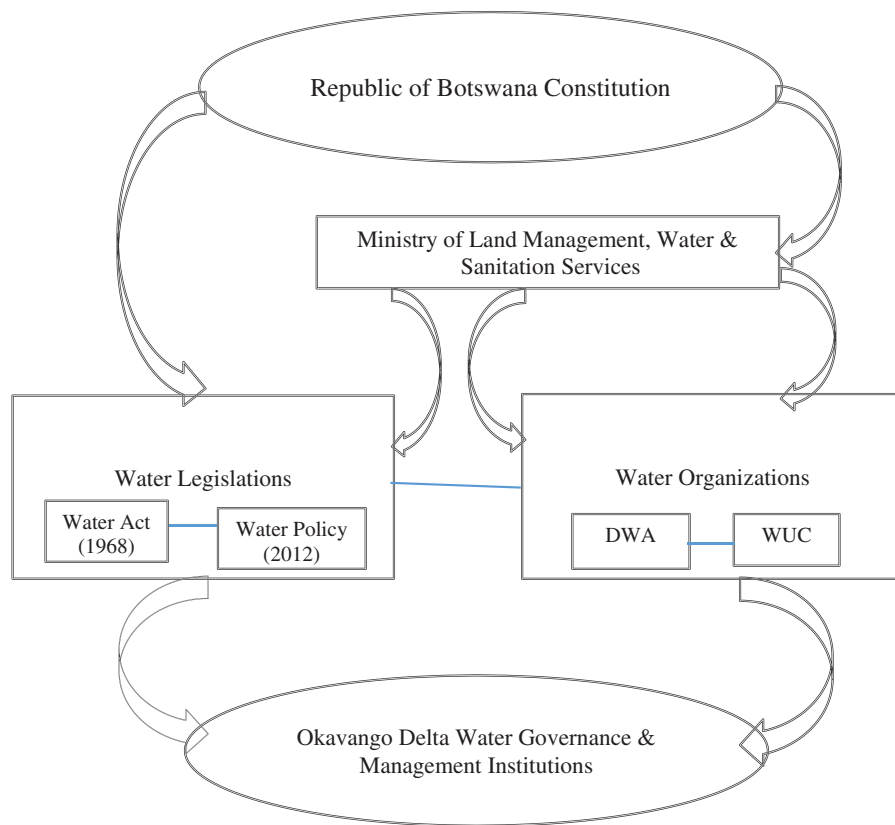 Republic of Botswana Constitution
Ministry of Land Management, Water &
Sanitation Services
Water Legislations
Water Act
(1968)
Water Policy
(2012)
Water Organizations
DWA
WUC
Okavango Delta Water Governance &
Management Institutions